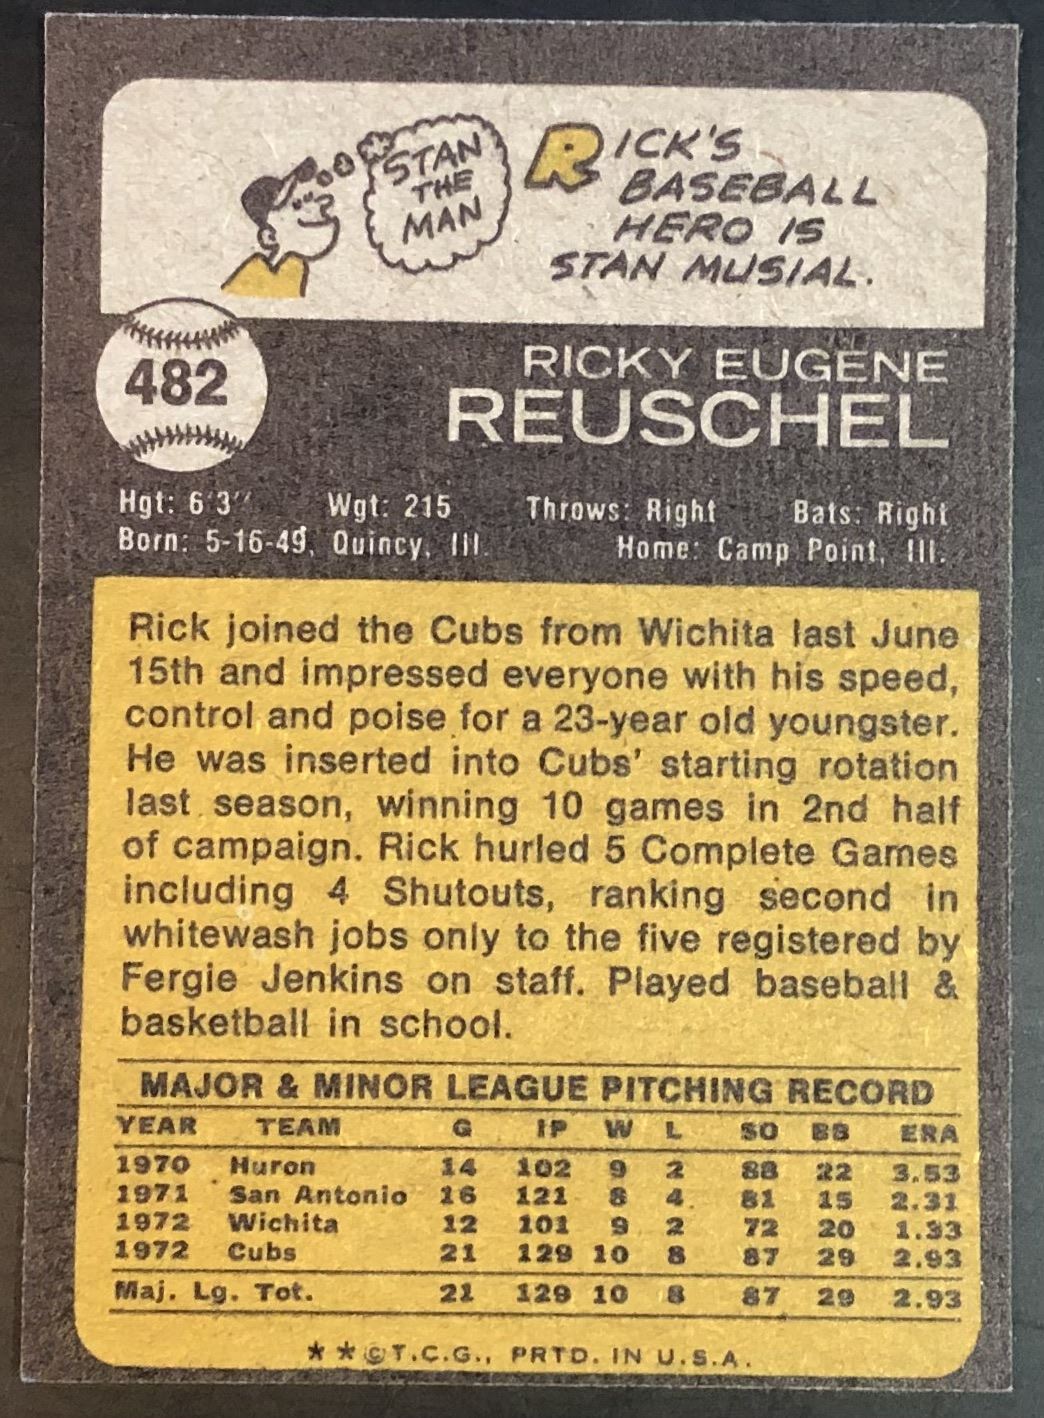 STAN
THE
MAN
RICK'S
BASEBALL
HERO IS
STAN MUSIAL.
482
RICKY EUGENE
REUSCHEL
Hgt: 6'3" Wgt: 215 Throws: Right Bats: Right
Born: 5-16-49, Quincy, Ill. Home: Camp Point, Ill.
Rick joined the Cubs from Wichita last June
15th and impressed everyone with his speed,
control and poise for a 23-year old youngster.
He was inserted into Cubs' starting rotation
last season, winning 10 games in 2nd half
of campaign. Rick hurled 5 Complete Games
including 4 Shutouts, ranking second in
whitewash jobs only to the five registered by
Fergie Jenkins on staff. Played baseball &
basketball in school.
MAJOR & MINOR LEAGUE PITCHING RECORD
YEAR TEAM G IP W L SO BB ERA
1970 Huron 14 102 9 2 88 22 3.53
1971 San Antonio 16 121 8 4 81 15 2.31
1972 Wichita 12 101 9 2 72 20 1.33
1972 Cubs 21 129 10 8 87 29 2.93
Maj. Lg. Tot. 21 129 10 8 87 29 2.93
* * © T.C.G., PRTD. IN U.S.A.